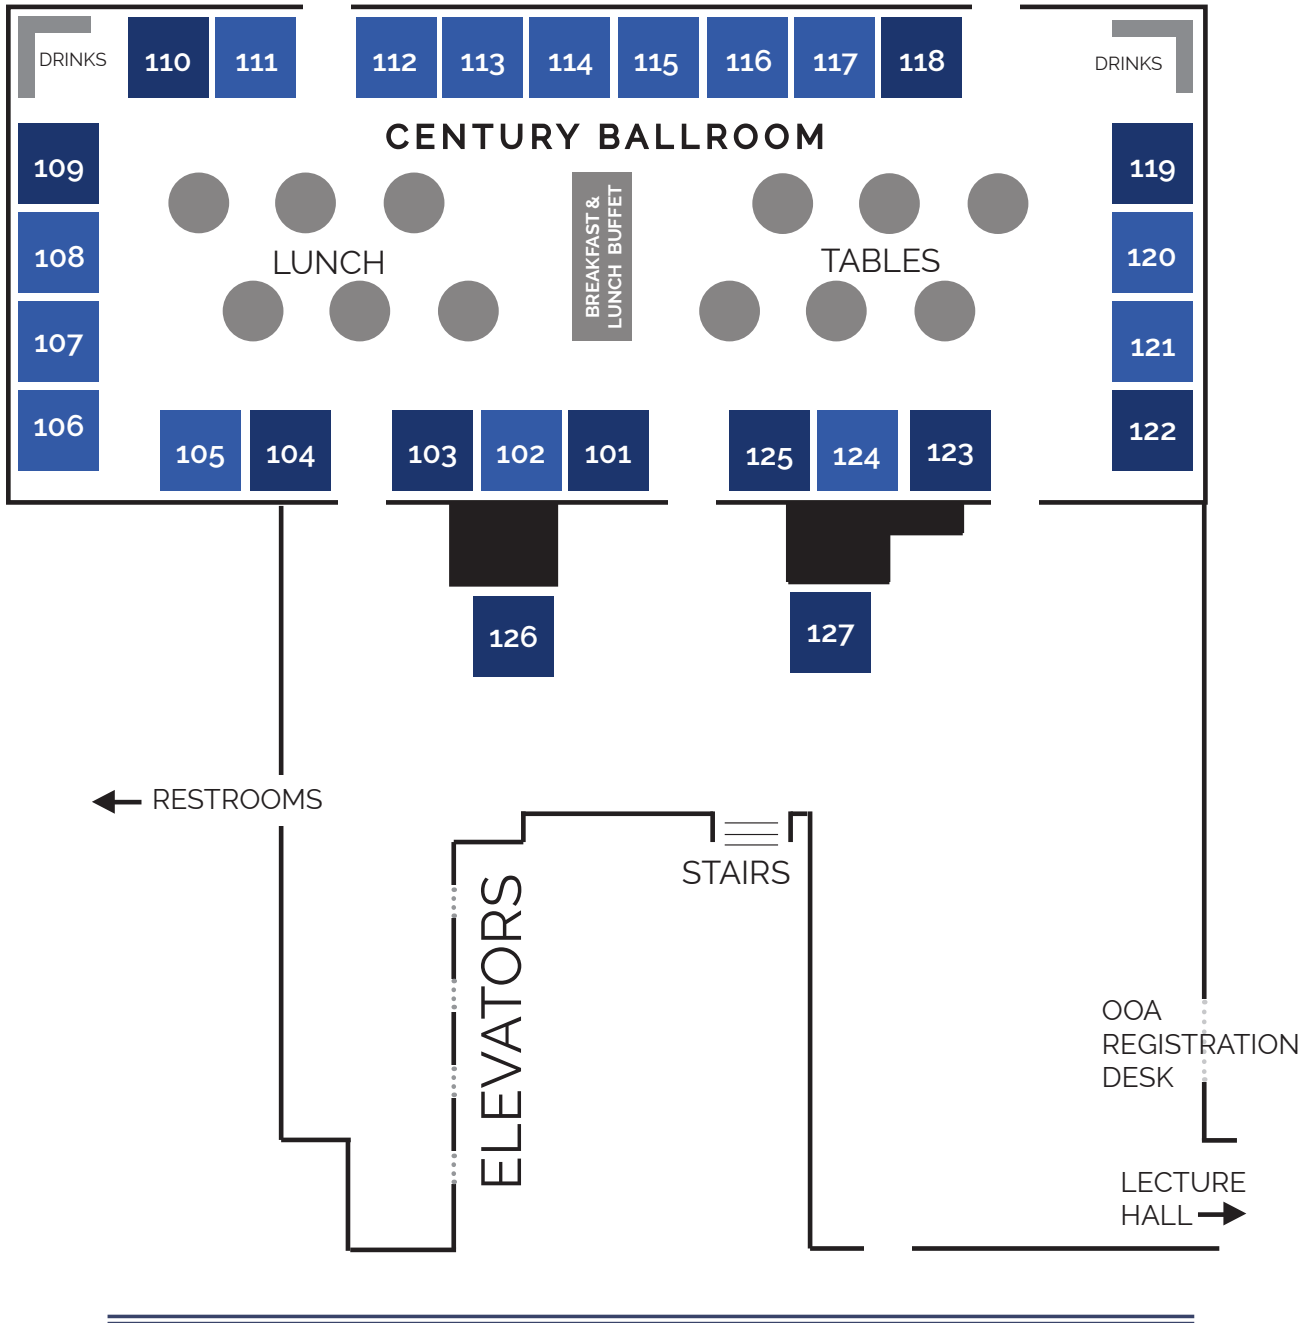 DRINKS
110
111
112
113
114
115
116
117
118
DRINKS
CENTURY BALLROOM
109
108
107
106
LUNCH
BREAKFAST &
LUNCH BUFFET
TABLES
119
120
121
122
105
104
103
102
101
125
124
123
126
127
RESTROOMS
STAIRS
ELEVATORS
OOA
REGISTRATION
DESK
LECTURE
HALL